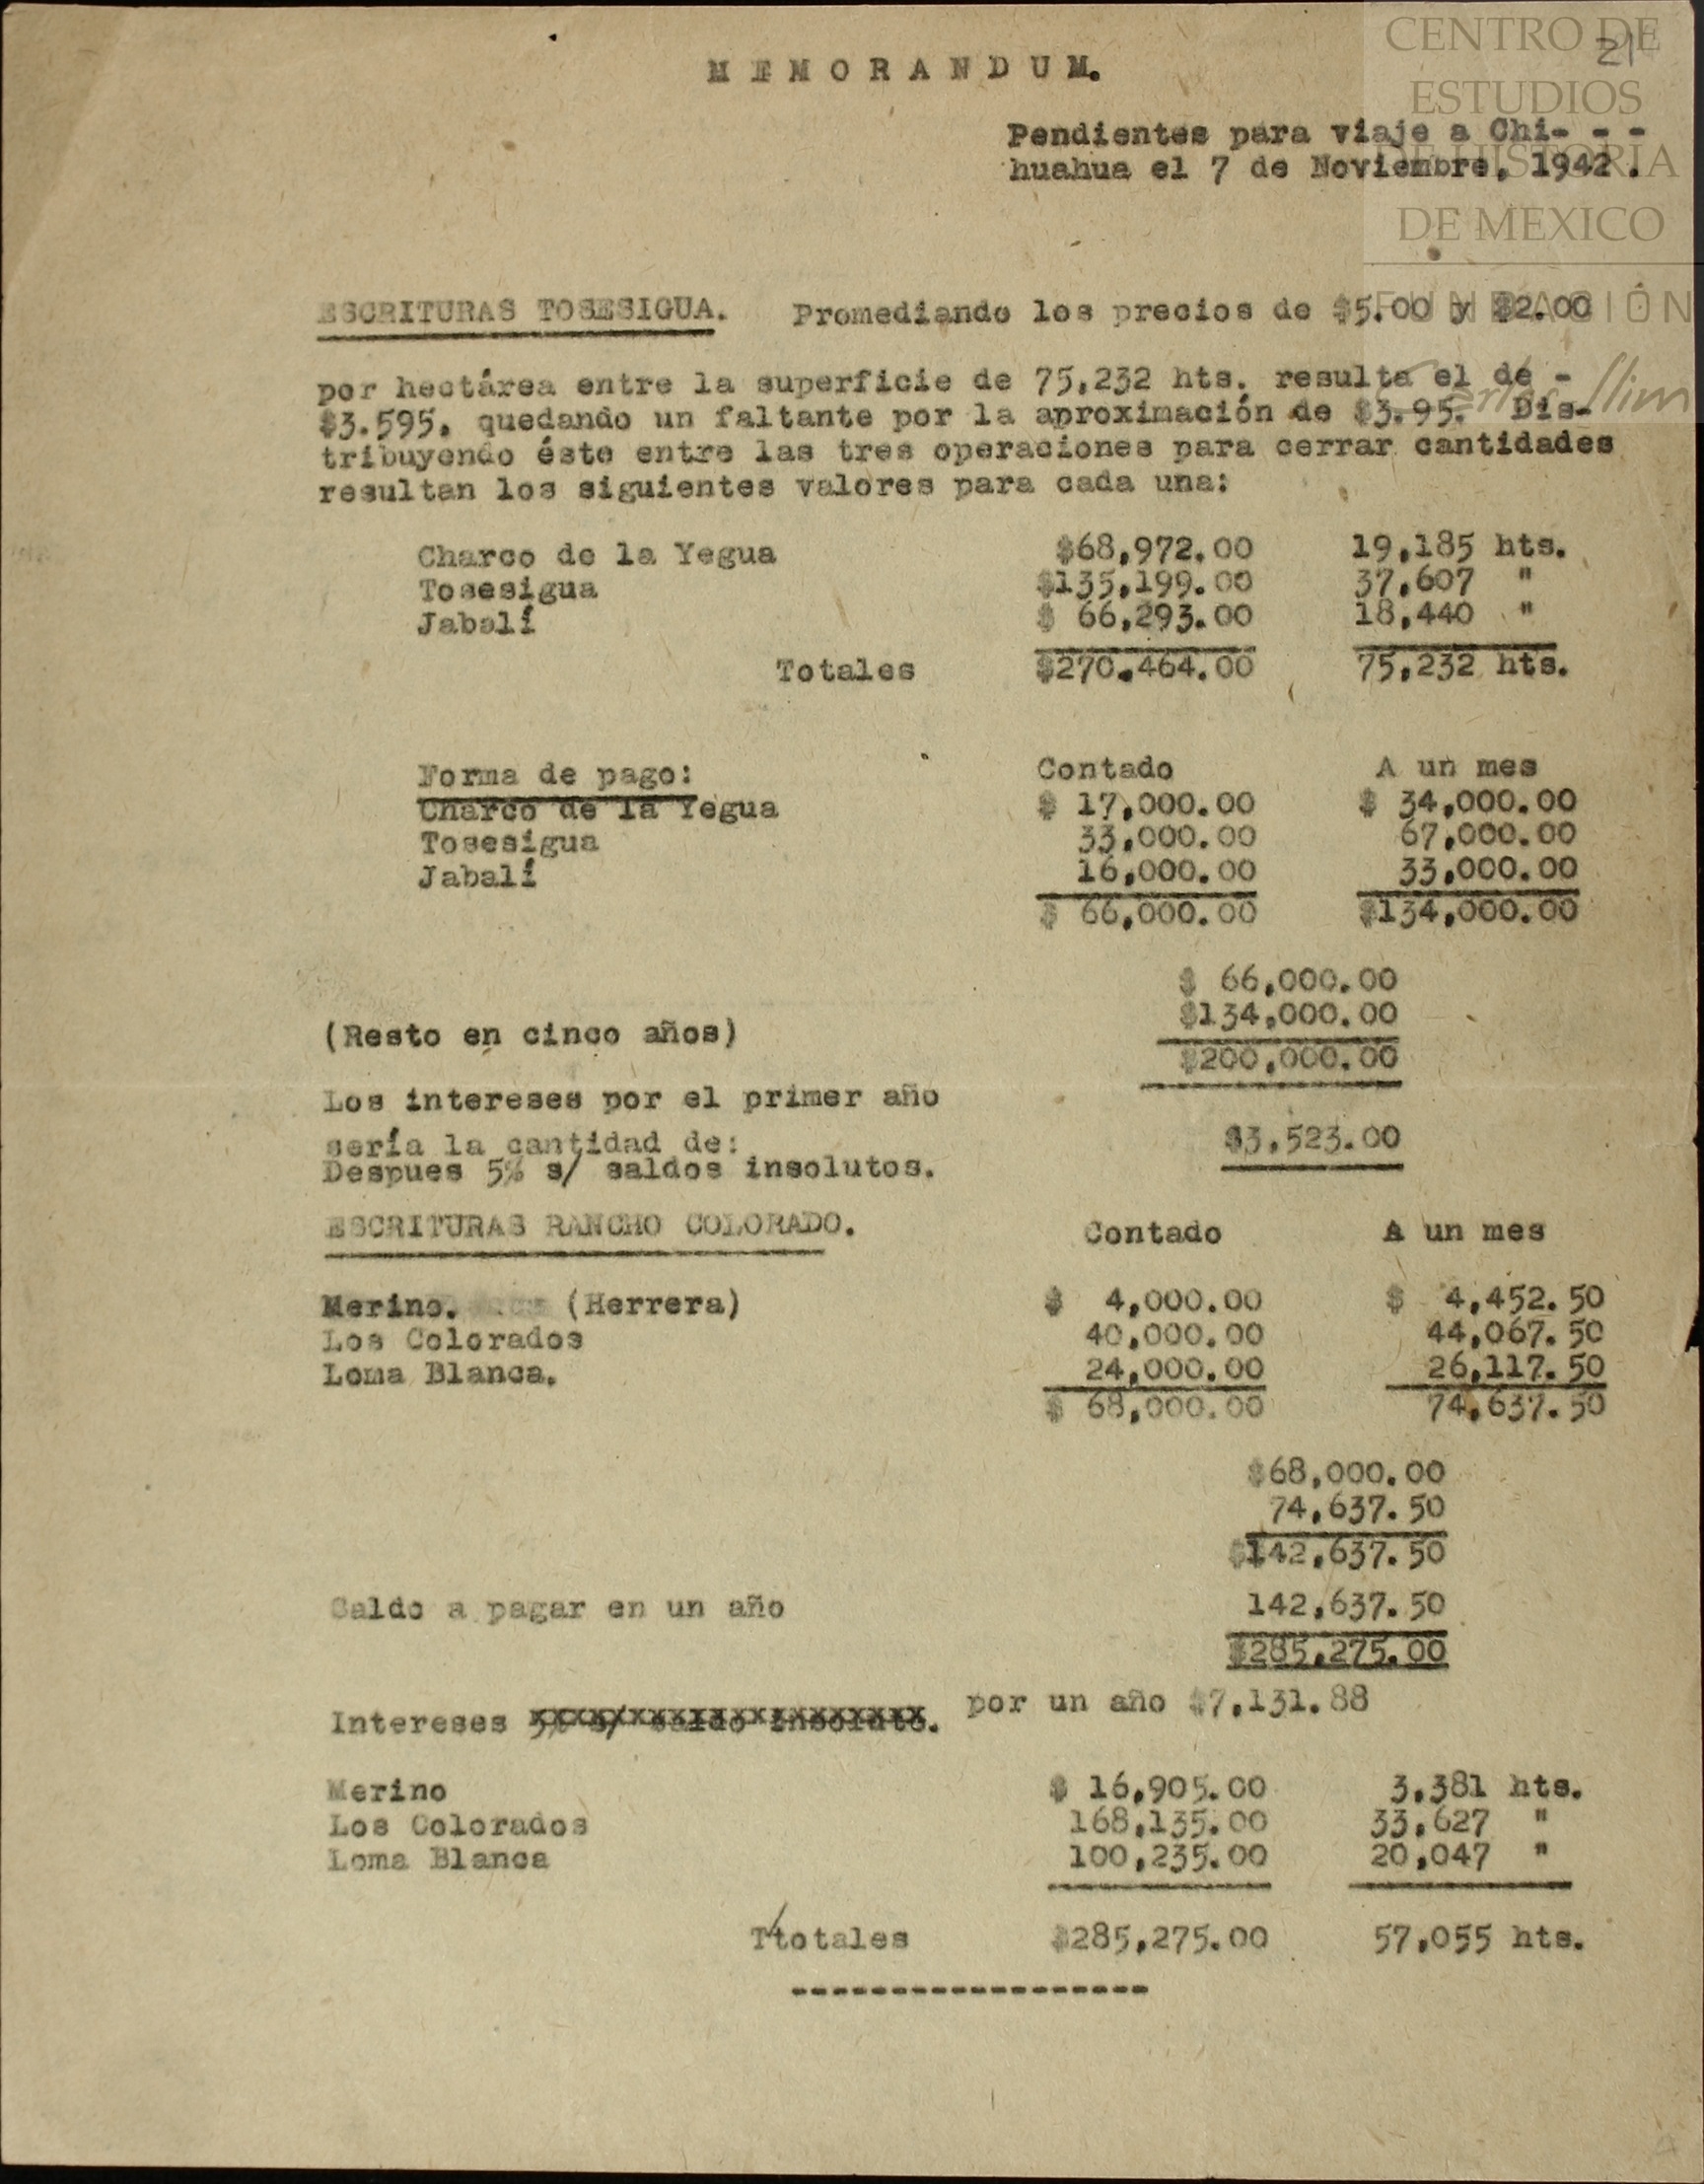 CENTRO DE
21
ESTUDIOS
DE HISTORIA
DE MEXICO
FUNDACIÓN
Carlos Slim
M E M O R A N D U M.
Pendientes para viaje a Chi- - -
huahua el 7 de Noviembre, 1942.
ESCRITURAS TOSESIGUA. Promediando los precios de $5.00 y $2.00
por hectárea entre la superficie de 75,232 hts. resulta el de -
$3.595, quedando un faltante por la aproximación de $3.95. Dis-
tribuyendo éste entre las tres operaciones para cerrar cantidades
resultan los siguientes valores para cada una:
Charco de la Yegua $68,972.00 19,185 hts.
Tosesigua $135,199.00 37,607 "
Jabalí $ 66,293.00 18,440 "
Totales $270.464.00 75,232 hts.
Forma de pago: Contado A un mes
Charco de la Yegua $ 17,000.00 $ 34,000.00
Tosesigua 33,000.00 67,000.00
Jabalí 16,000.00 33,000.00
$ 66,000.00 $134,000.00
$ 66,000.00
$134,000.00
(Resto en cinco años) $200,000.00
Los intereses por el primer año
sería la cantidad de: $3,523.00
Despues 5% s/ saldos insolutos.
ESCRITURAS RANCHO COLORADO. Contado A un mes
Merino. (Herrera) $ 4,000.00 $ 4,452.50
Los Colorados 40,000.00 44,067.50
Loma Blanca. 24,000.00 26,117.50
$ 68,000.00 74,637.50
$68,000.00
74,637.50
$142,637.50
Saldo a pagar en un año 142,637.50
$285,275.00
Intereses 5% s/ saldo insoluto. por un año $7,131.88
Merino $ 16,905.00 3,381 hts.
Los Colorados 168,135.00 33,627 "
Loma Blanca 100,235.00 20,047 "
Ttotales $285,275.00 57,055 hts.
------------------